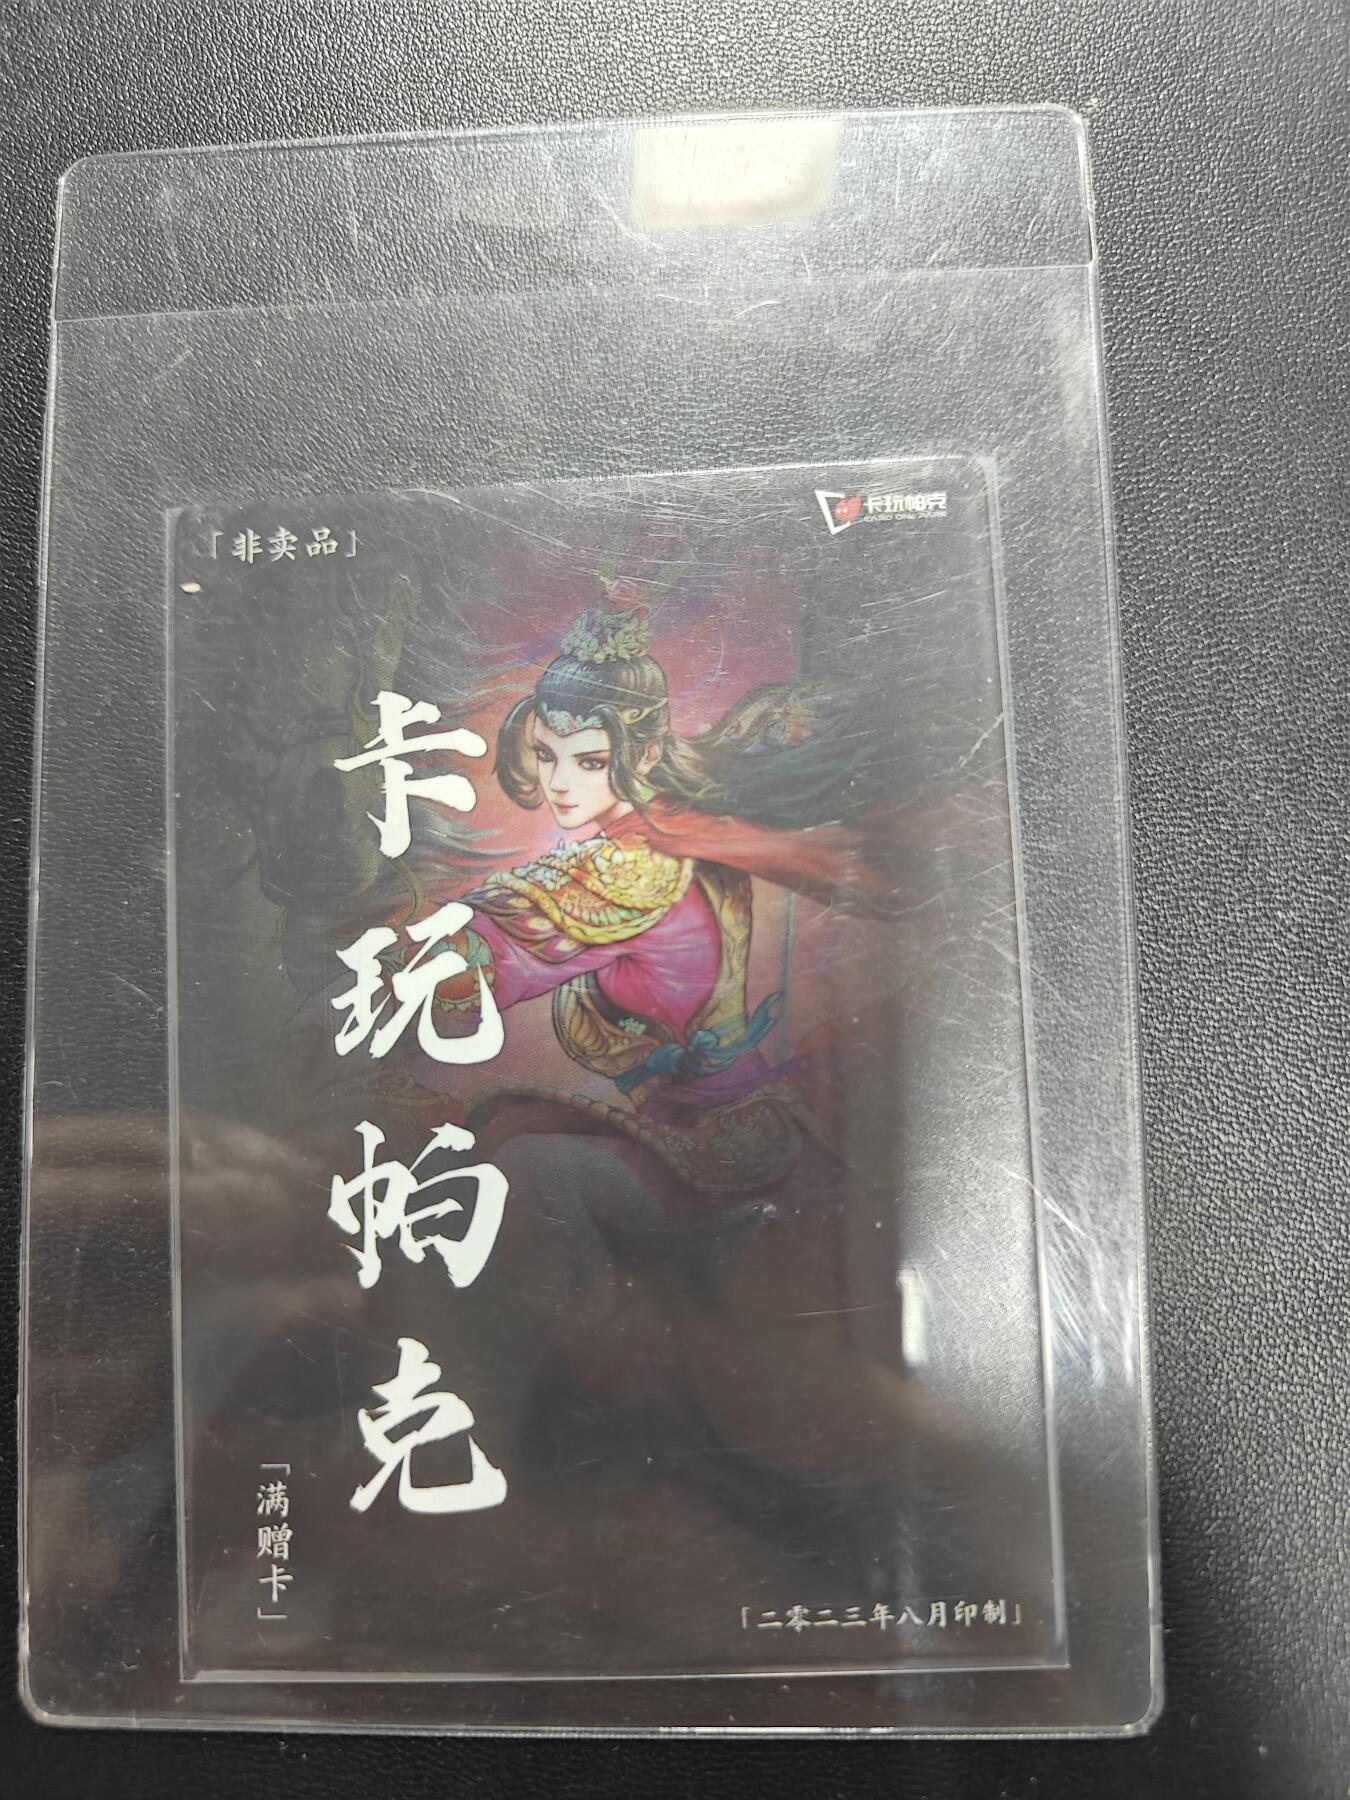 「非卖品」
卡玩帕克
卡玩帕克
「满赠卡」
「二零二三年八月印制」